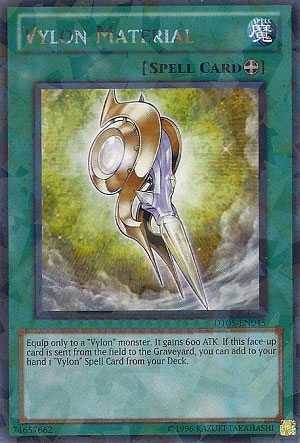 Vylon Material
SPELL
魔
[Spell Card]
DT05-EN045
Equip only to a "Vylon" monster. It gains 600 ATK. If this face-up
card is sent from the field to the Graveyard, you can add to your
hand 1 "Vylon" Spell Card from your Deck.
74657662
©1996 KAZUKI TAKAHASHI